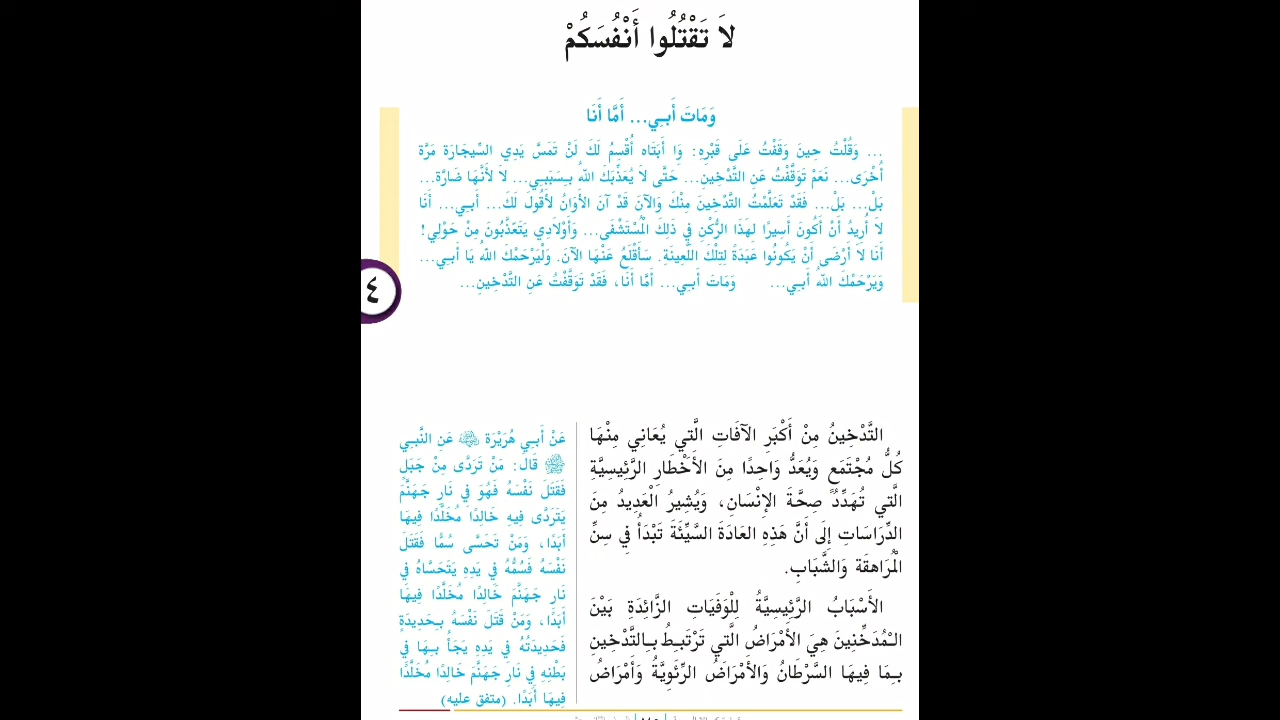 لاَ تَقْتُلُوا أَنْفُسَكُمْ
وَمَاتَ أَبِي... أَمَّا أَنَا
... وَقُلْتُ حِينَ وَقَفْتُ عَلَى قَبْرِهِ: وَا أَبَتَاه أُقْسِمُ لَكَ لَنْ تَمَسَّ يَدِي السِّيجَارَة مَرَّة
أُخْرَى... نَعَمْ تَوَقَّفْتُ عَنِ التَّدْخِينِ... حَتَّى لا يُعَذِّبَكَ اللهُ بِسَبَبِي... لا لأَنَّهَا ضَارَّة...
بَلْ... بَلْ... فَقَدْ تَعَلَّمْتُ التَّدْخِينَ مِنْكَ وَالآنَ قَدْ آنَ الأَوَانُ لأَقُولَ لَكَ... أَبِي... أَنَا
لا أُرِيدُ أَنْ أَكُونَ أَسِيرًا لهَذَا الرُّكْنِ فِي ذَلِكَ الْمُسْتَشْفَى... وَأَوْلادِي يَتَعَذَّبُونَ مِنْ حَوْلِي!
أَنَا لاَ أَرْضَى أَنْ يَكُونُوا عَبَدَةً لِتِلْكَ اللَّعِينَةِ. سَأُقْلِعُ عَنْهَا الآنَ. وَلْيَرْحَمْكَ اللهُ يَا أَبِي...
وَيَرْحَمْكَ اللهُ أَبِي... وَمَاتَ أَبِي... أَمَّا أَنَا، فَقَدْ تَوَقَّفْتُ عَنِ التَّدْخِينِ...
٤
التَّدْخِينُ مِنْ أَكْبَرِ الآفَاتِ الَّتِي يُعَانِي مِنْهَا
كُلُّ مُجْتَمَعٍ وَيُعَدُّ وَاحِدًا مِنَ الأَخْطَارِ الرَّئِيسِيَّةِ
الَّتِي تُهَدِّدُ صِحَّةَ الإِنْسَانِ، وَيُشِيرُ الْعَدِيدُ مِنَ
الدِّرَاسَاتِ إِلَى أَنَّ هَذِهِ العَادَةَ السَّيِّئَةَ تَبْدَأُ فِي سِنِّ
الْمُرَاهَقَة وَالشَّبَابِ.
الأَسْبَابُ الرَّئِيسِيَّةُ لِلْوَفَيَاتِ الزَّائِدَةِ بَيْنَ
الـمُدَخِّنِينَ هِيَ الأَمْرَاضُ الَّتِي تَرْتَبِطُ بِالتَّدْخِينِ
بِمَا فِيهَا السَّرْطَانُ وَالأَمْرَاضُ الرِّئَوِيَّةُ وَأَمْرَاضُ
عَنْ أَبِي هُرَيْرَة ﷺ عَنِ النَّبِي
ﷺ قَالَ: مَنْ تَرَدَّى مِنْ جَبَلٍ
فَقَتَلَ نَفْسَهُ فَهُوَ فِي نَارِ جَهَنَّمَ
يَتَرَدَّى فِيهِ خَالِدًا مُخَلَّدًا فِيهَا
أَبَدًا، وَمَنْ تَحَسَّى سُمًّا فَقَتَلَ
نَفْسَهُ فَسُمُّهُ فِي يَدِهِ يَتَحَسَّاهُ فِي
نَارِ جَهَنَّمَ خَالِدًا مُخَلَّدًا فِيهَا
أَبَدًا، وَمَنْ قَتَلَ نَفْسَهُ بِحَدِيدَةٍ
فَحَدِيدَتُهُ فِي يَدِهِ يَجَأُ بِهَا فِي
بَطْنِهِ فِي نَارِ جَهَنَّمَ خَالِدًا مُخَلَّدًا
فِيهَا أَبَدًا. (متفق عليه)